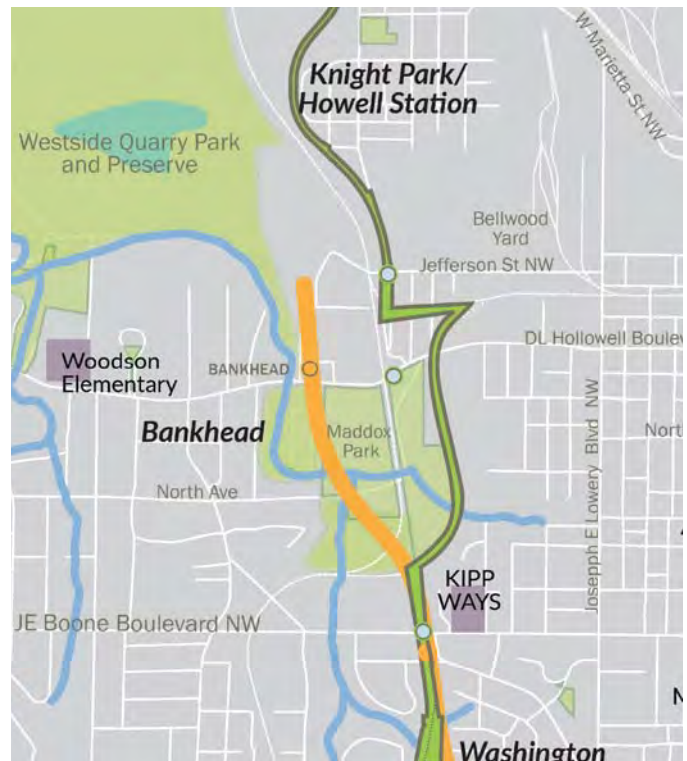 W Marietta St NW
Knight Park/
Howell Station
Westside Quarry Park
and Preserve
Bellwood
Yard
Jefferson St NW
DL Hollowell Boulev
Woodson
Elementary
BANKHEAD
Bankhead
Maddox
Park
Nort
North Ave
Josepph E Lowery Blvd NW
KIPP
WAYS
JE Boone Boulevard NW
Washington